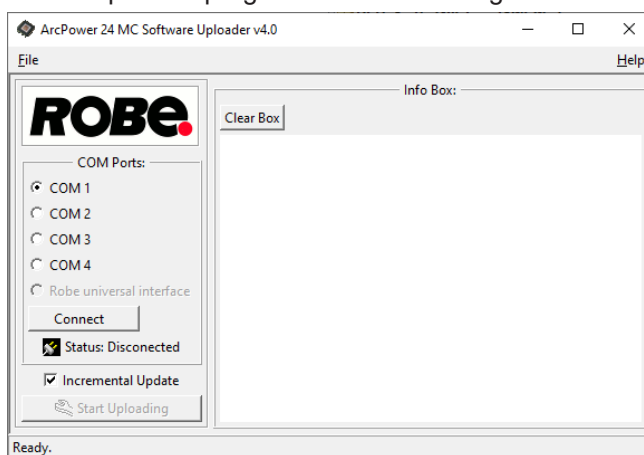 ArcPower 24 MC Software Uploader v4.0
File
Help
ROBE
COM Ports:
COM 1
COM 2
COM 3
COM 4
Robe universal interface
Connect
Status: Disconected
Incremental Update
Start Uploading
Info Box:
Clear Box
Ready.